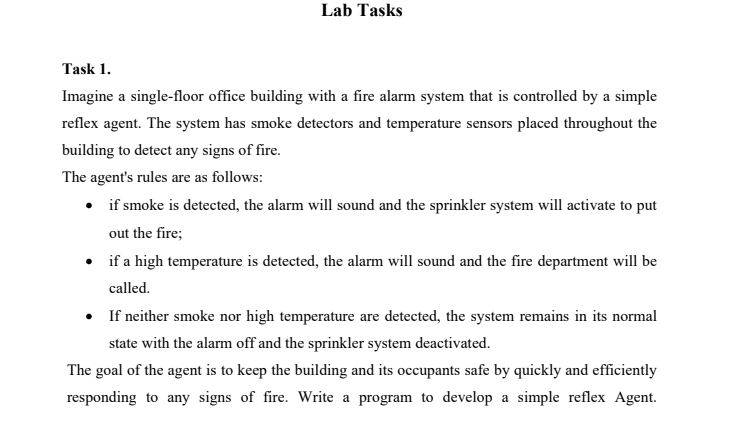 Lab Tasks
Task 1.
Imagine a single-floor office building with a fire alarm system that is controlled by a simple
reflex agent. The system has smoke detectors and temperature sensors placed throughout the
building to detect any signs of fire.
The agent's rules are as follows:
• if smoke is detected, the alarm will sound and the sprinkler system will activate to put
out the fire;
• if a high temperature is detected, the alarm will sound and the fire department will be
called.
• If neither smoke nor high temperature are detected, the system remains in its normal
state with the alarm off and the sprinkler system deactivated.
The goal of the agent is to keep the building and its occupants safe by quickly and efficiently
responding to any signs of fire. Write a program to develop a simple reflex Agent.